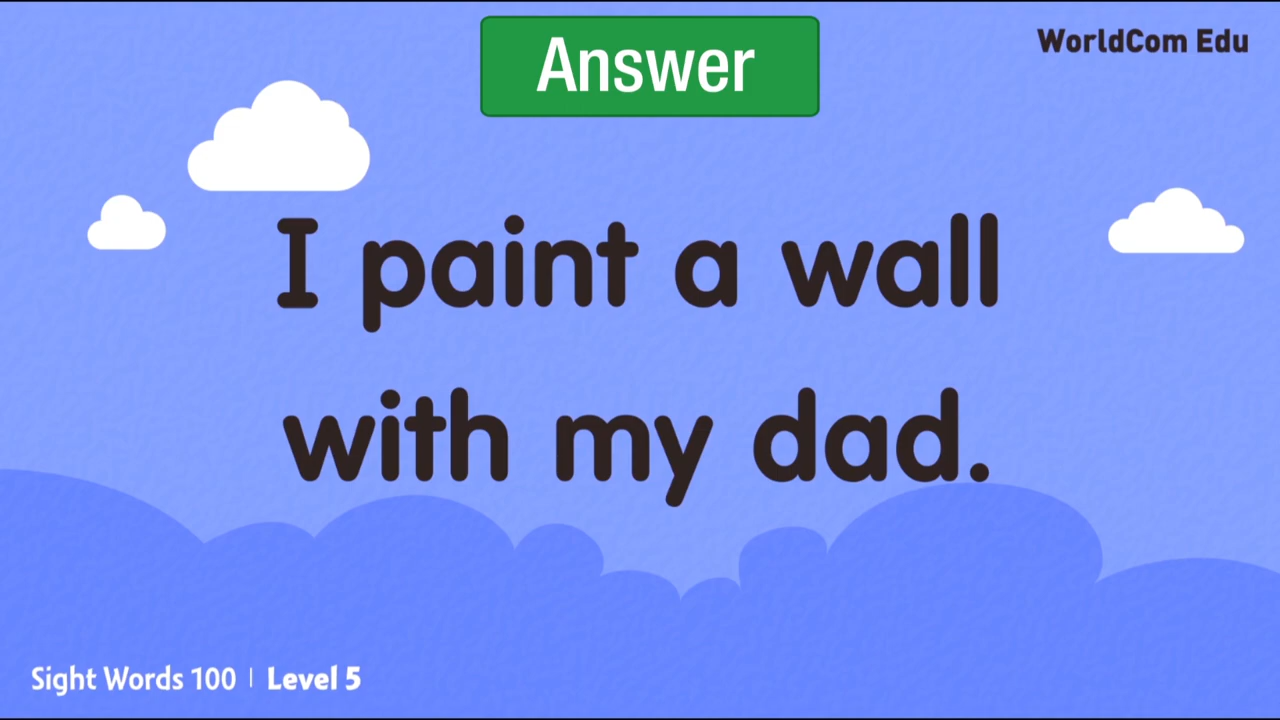 Answer
WorldCom Edu
I paint a wall
with my dad.
Sight Words 100 | Level 5